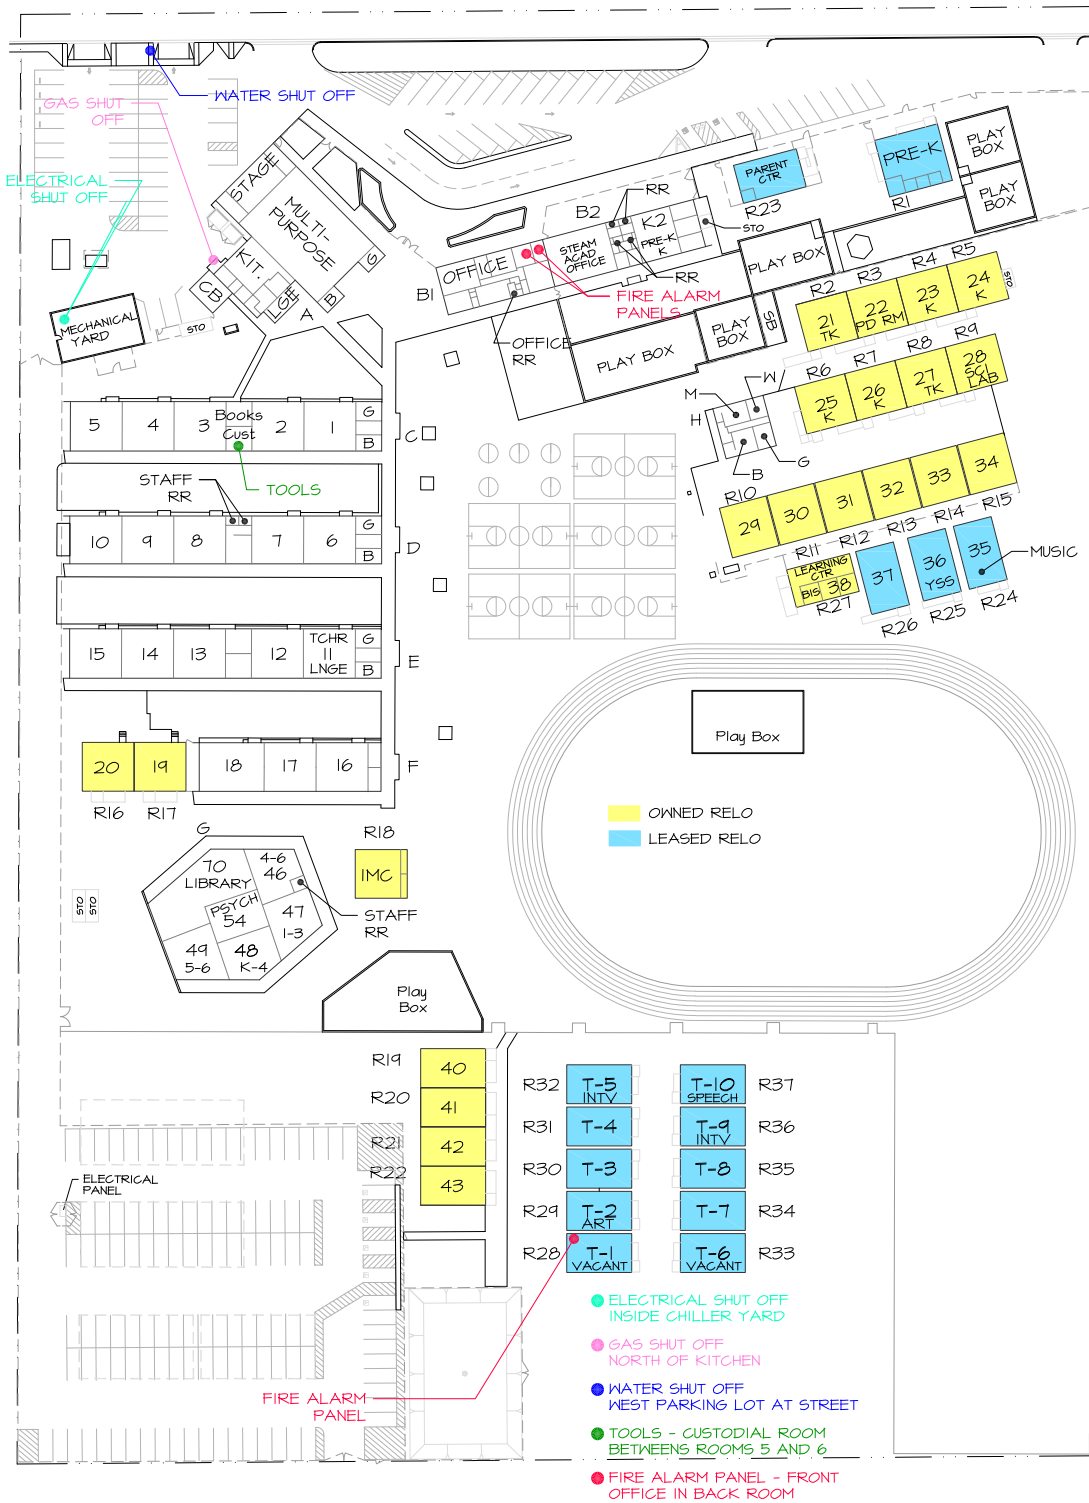 WATER SHUT OFF
GAS SHUT
OFF
ELECTRICAL
SHUT OFF
STAGE
MULTI-
PURPOSE
KIT.
CB
LGE
A
B
G
MECHANICAL
YARD
STO
B1
OFFICE
B2
STEAM
ACAD
OFFICE
RR
K2
PRE-K
K
STO
RR
FIRE ALARM
PANELS
OFFICE
RR
PARENT
CTR
R23
PRE-K
R1
PLAY
BOX
PLAY
BOX
PLAY BOX
PLAY BOX
PLAY
BOX
SB
R2
R3
R4
R5
21
TK
22
PD RM
23
K
24
K
STO
R6
R7
R8
R9
25
K
26
K
27
TK
28
SCI
LAB
M
W
H
B
G
R10
29
30
31
32
33
34
R11
R12
R13
R14
R15
LEARNING
CTR
BIS
38
R27
37
R26
36
YSS
R25
35
R24
MUSIC
5
4
3
Books
Cust
2
1
G
B
C
TOOLS
STAFF
RR
10
9
8
7
6
G
B
D
15
14
13
12
TCHR
11
LNGE
G
B
E
20
19
18
17
16
F
R16
R17
Play Box
OWNED RELO
LEASED RELO
G
R18
IMC
70
LIBRARY
4-6
46
PSYCH
54
47
1-3
49
5-6
48
K-4
STAFF
RR
STO
STO
Play
Box
R19
40
R20
41
R21
42
R22
43
R32
T-5
INTV
T-10
SPEECH
R37
R31
T-4
T-9
INTV
R36
R30
T-3
T-8
R35
R29
T-2
ART
T-7
R34
R28
T-1
VACANT
T-6
VACANT
R33
ELECTRICAL
PANEL
FIRE ALARM
PANEL
ELECTRICAL SHUT OFF
INSIDE CHILLER YARD
GAS SHUT OFF
NORTH OF KITCHEN
WATER SHUT OFF
WEST PARKING LOT AT STREET
TOOLS - CUSTODIAL ROOM
BETWEENS ROOMS 5 AND 6
FIRE ALARM PANEL - FRONT
OFFICE IN BACK ROOM